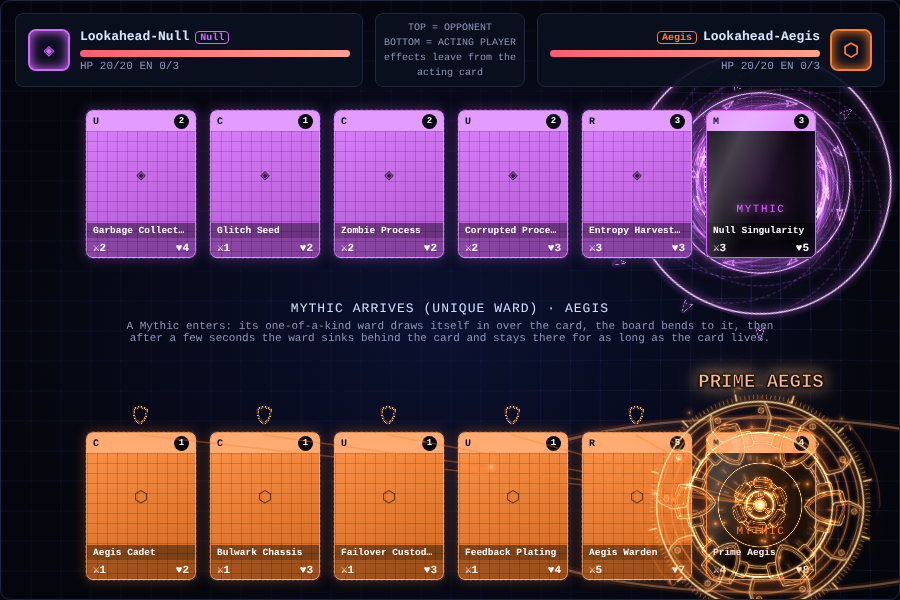 Lookahead-Null Null
HP 20/20 EN 0/3
TOP = OPPONENT
BOTTOM = ACTING PLAYER
effects leave from the
acting card
Aegis Lookahead-Aegis
HP 20/20 EN 0/3
U 2
C 1
C 2
U 2
R 3
M 3
MYTHIC
Garbage Collect…
Glitch Seed
Zombie Process
Corrupted Proce…
Entropy Harvest…
Null Singularity
⚔2 ♥4
⚔1 ♥2
⚔2 ♥2
⚔2 ♥3
⚔3 ♥3
⚔3 ♥5
MYTHIC ARRIVES (UNIQUE WARD) · AEGIS
A Mythic enters: its one-of-a-kind ward draws itself in over the card, the board bends to it, then
after a few seconds the ward sinks behind the card and stays there for as long as the card lives.
PRIME AEGIS
C 1
C 1
U 1
U 1
R 5
M 4
MYTHIC
Aegis Cadet
Bulwark Chassis
Failover Custod…
Feedback Plating
Aegis Warden
Prime Aegis
⚔1 ♥2
⚔1 ♥3
⚔1 ♥3
⚔1 ♥4
⚔5 ♥7
⚔4 ♥8